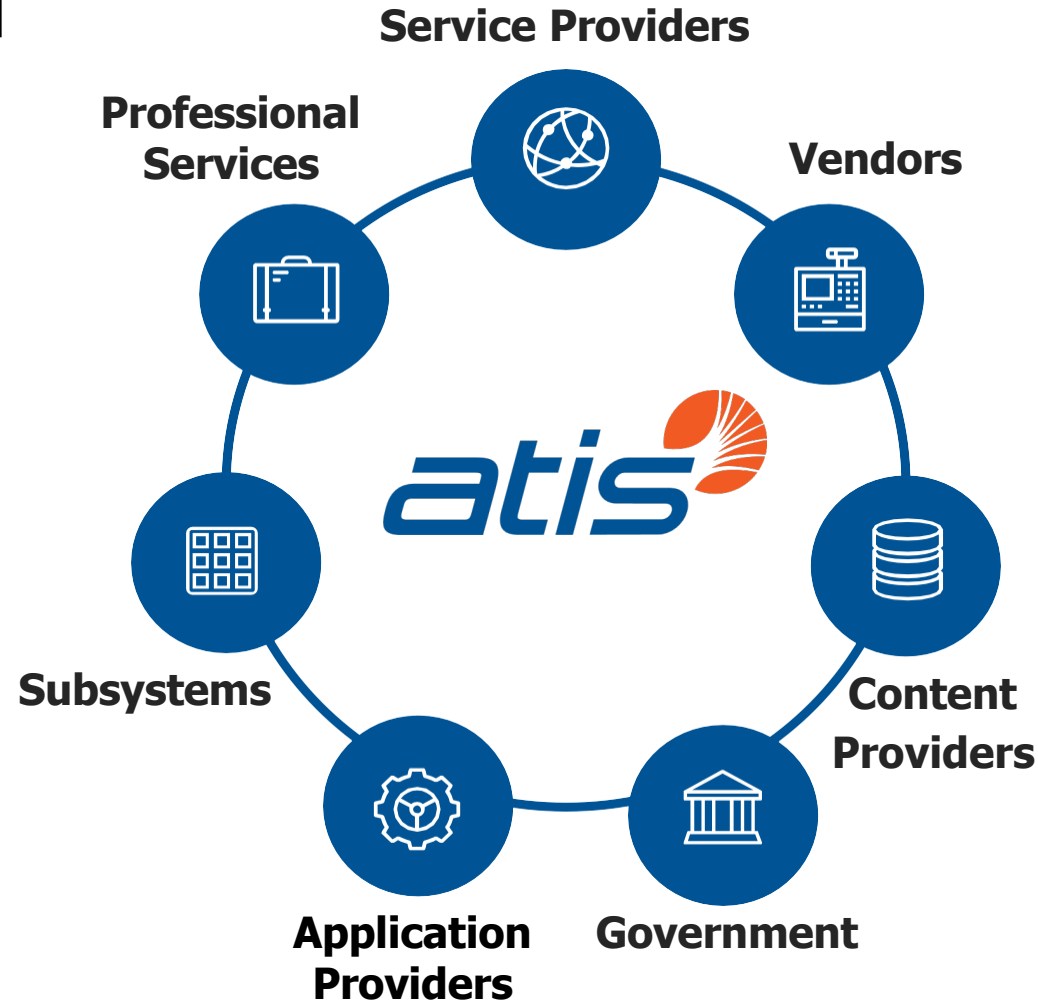 Service Providers
Professional
Services
Vendors
atis
Subsystems
Content
Providers
Application
Providers
Government